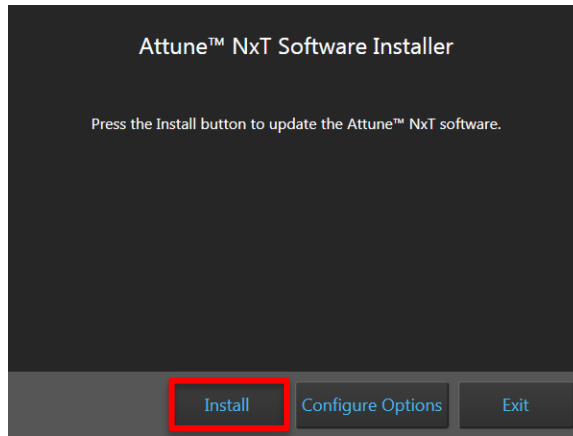 Attune™ NxT Software Installer
Press the Install button to update the Attune™ NxT software.
Install Configure Options Exit